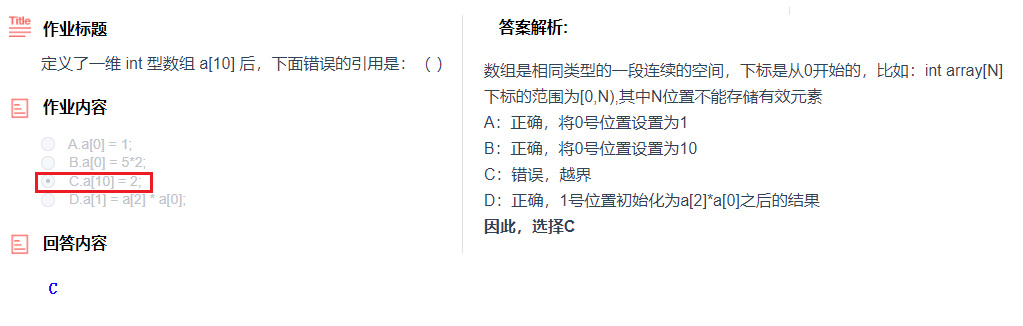 Title
作业标题
定义了一维 int 型数组 a[10] 后，下面错误的引用是：（ ）
作业内容
A.a[0] = 1;
B.a[0] = 5*2;
C.a[10] = 2;
D.a[1] = a[2] * a[0];
回答内容
C
答案解析:
数组是相同类型的一段连续的空间，下标是从0开始的，比如：int array[N]
下标的范围为[0,N),其中N位置不能存储有效元素
A：正确，将0号位置设置为1
B：正确，将0号位置设置为10
C：错误，越界
D：正确，1号位置初始化为a[2]*a[0]之后的结果
因此，选择C